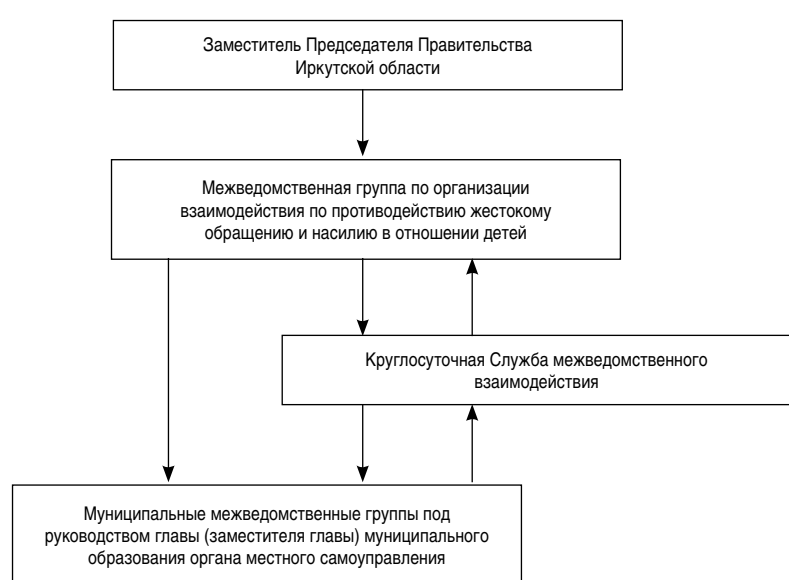 Заместитель Председателя Правительства
Иркутской области
Межведомственная группа по организации
взаимодействия по противодействию жестокому
обращению и насилию в отношении детей
Круглосуточная Служба межведомственного
взаимодействия
Муниципальные межведомственные группы под
руководством главы (заместителя главы) муниципального
образования органа местного самоуправления